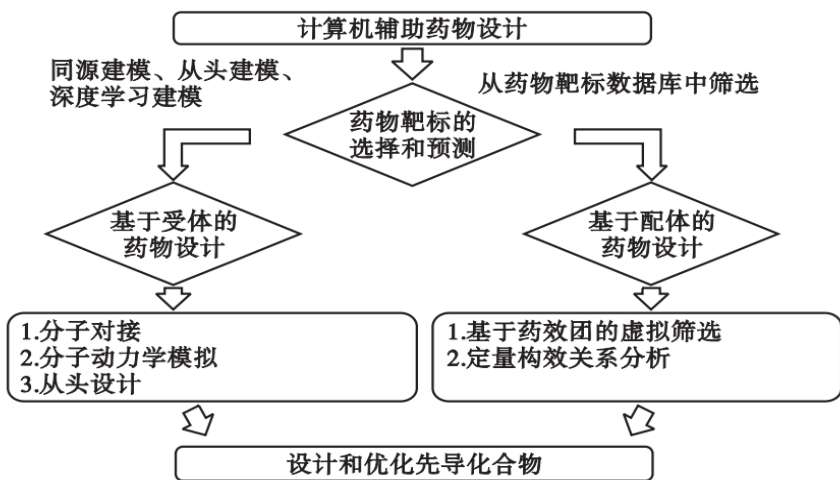 计算机辅助药物设计
同源建模、从头建模、
深度学习建模
从药物靶标数据库中筛选
药物靶标的
选择和预测
基于受体的
药物设计
基于配体的
药物设计
1.分子对接
2.分子动力学模拟
3.从头设计
1.基于药效团的虚拟筛选
2.定量构效关系分析
设计和优化先导化合物